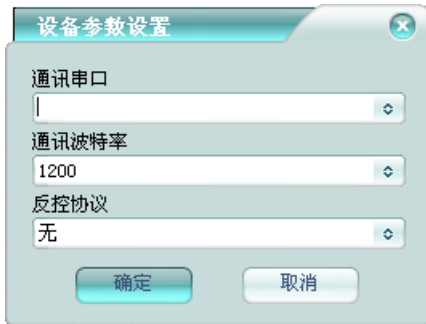 设备参数设置
通讯串口
通讯波特率
1200
反控协议
无
确定 取消